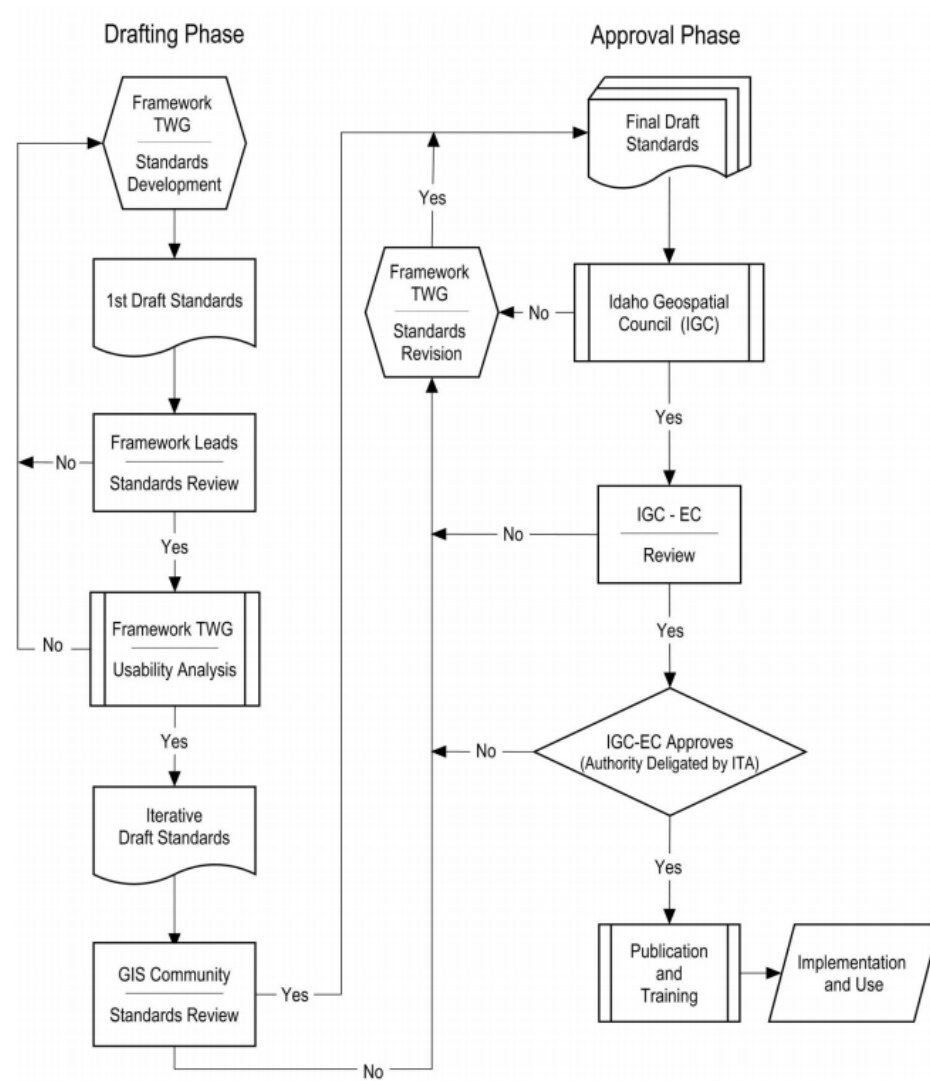 Drafting Phase
Framework
TWG
Standards
Development
1st Draft Standards
Framework Leads
Standards Review
No
Yes
Framework TWG
Usability Analysis
No
Yes
Iterative
Draft Standards
GIS Community
Standards Review
Yes
No
Approval Phase
Final Draft
Standards
Yes
Framework
TWG
Standards
Revision
No
Idaho Geospatial
Council (IGC)
Yes
IGC - EC
Review
No
Yes
IGC-EC Approves
(Authority Deligated by ITA)
No
Yes
Publication
and
Training
Implementation
and Use